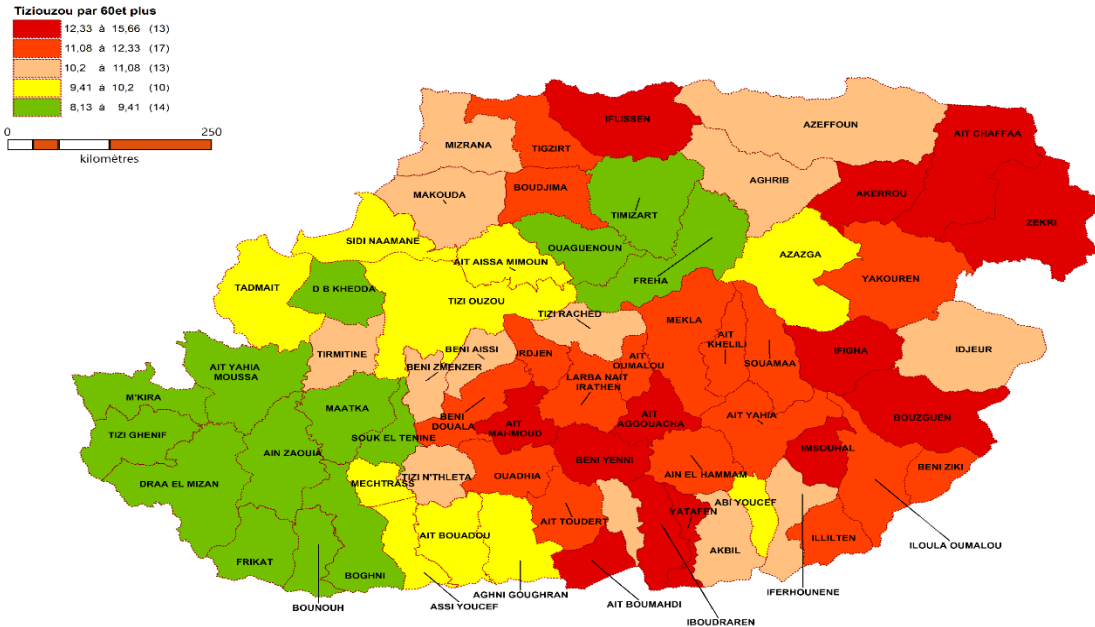 Tiziouzou par 60et plus
12,33 à 15,66 (13)
11,08 à 12,33 (17)
10,2 à 11,08 (13)
9,41 à 10,2 (10)
8,13 à 9,41 (14)
0 250
kilomètres
IFLISSEN
AZEFFOUN
AIT CHAFFAA
MIZRANA
TIGZIRT
AGHRIB
BOUDJIMA
MAKOUDA
AKERROU
TIMIZART
ZEKRI
SIDI NAAMANE
OUAGUENOUN
AZAZGA
AIT AISSA MIMOUN
FREHA
YAKOUREN
TADMAIT
D B KHEDDA
TIZI OUZOU
TIZI RACHED
MEKLA
AIT
KHELILI
TIRMITINE
BENI AISSI
IRDJEN
AIT
OUMALOU
SOUAMAA
IFIGHA
IDJEUR
BENI ZMENZER
AIT YAHIA
MOUSSA
LARBA NAIT
IRATHEN
M'KIRA
MAATKA
BENI
DOUALA
AIT
MAHMOUD
AIT
AGGOUACHA
AIT YAHIA
BOUZGUEN
TIZI GHENIF
SOUK EL TENINE
AIN ZAOUIA
IMSOUHAL
BENI YENNI
BENI ZIKI
DRAA EL MIZAN
MECHTRASS
TIZI N'THLETA
OUADHIA
AIN EL HAMMAM
ABI YOUCEF
YATAFEN
AIT TOUDERT
AIT BOUADOU
AKBIL
ILLILTEN
ILOULA OUMALOU
FRIKAT
BOGHNI
IFERHOUNENE
AGHNI GOUGHRAN
BOUNOUH
ASSI YOUCEF
AIT BOUMAHDI
IBOUDRAREN